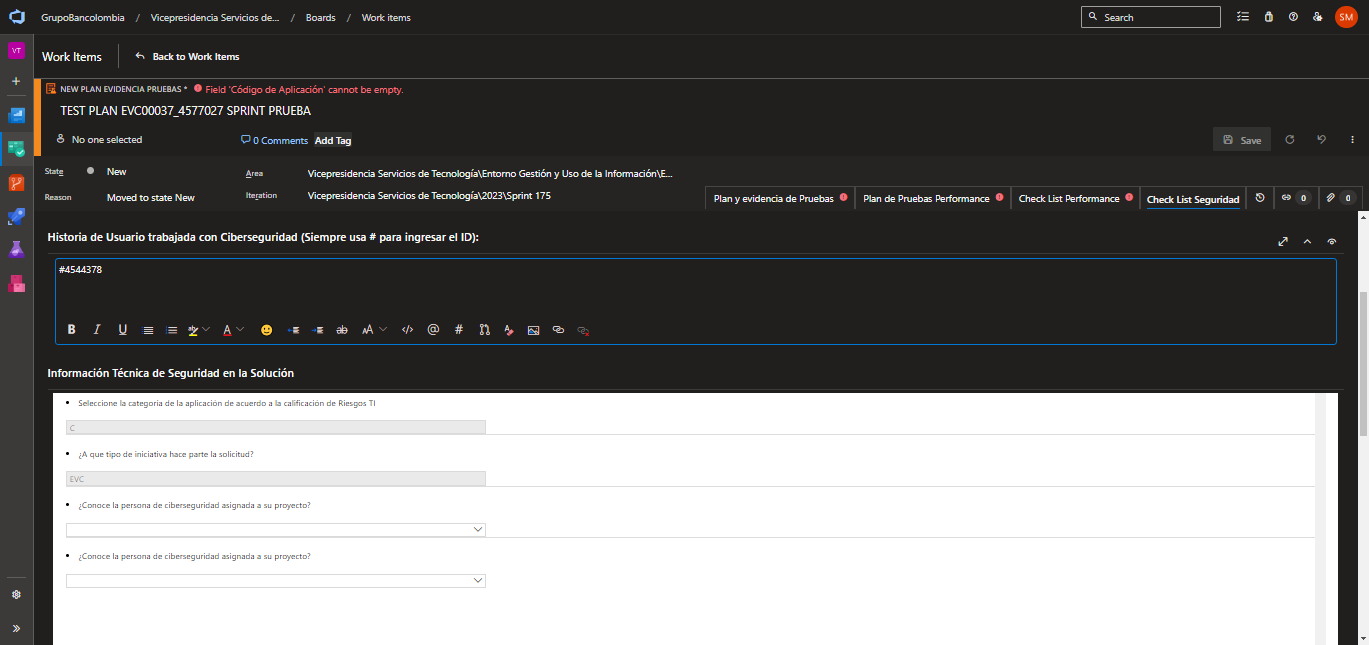 GrupoBancolombia / Vicepresidencia Servicios de... / Boards / Work items
Search
SM
VT
Work Items
Back to Work Items
NEW PLAN EVIDENCIA PRUEBAS * Field 'Código de Aplicación' cannot be empty.
TEST PLAN EVC00037_4577027 SPRINT PRUEBA
No one selected
0 Comments
Add Tag
Save
State
New
Area
Vicepresidencia Servicios de Tecnología\Entorno Gestión y Uso de la Información\E...
Reason
Moved to state New
Iteration
Vicepresidencia Servicios de Tecnología\2023\Sprint 175
Plan y evidencia de Pruebas
Plan de Pruebas Performance
Check List Performance
Check List Seguridad
0
0
Historia de Usuario trabajada con Ciberseguridad (Siempre usa # para ingresar el ID):
#4544378
B I U ab A ab AA </> @ # A
Información Técnica de Seguridad en la Solución
• Seleccione la categoria de la aplicación de acuerdo a la calificación de Riesgos TI
C
• ¿A que tipo de iniciativa hace parte la solicitud?
EVC
• ¿Conoce la persona de ciberseguridad asignada a su proyecto?
• ¿Conoce la persona de ciberseguridad asignada a su proyecto?